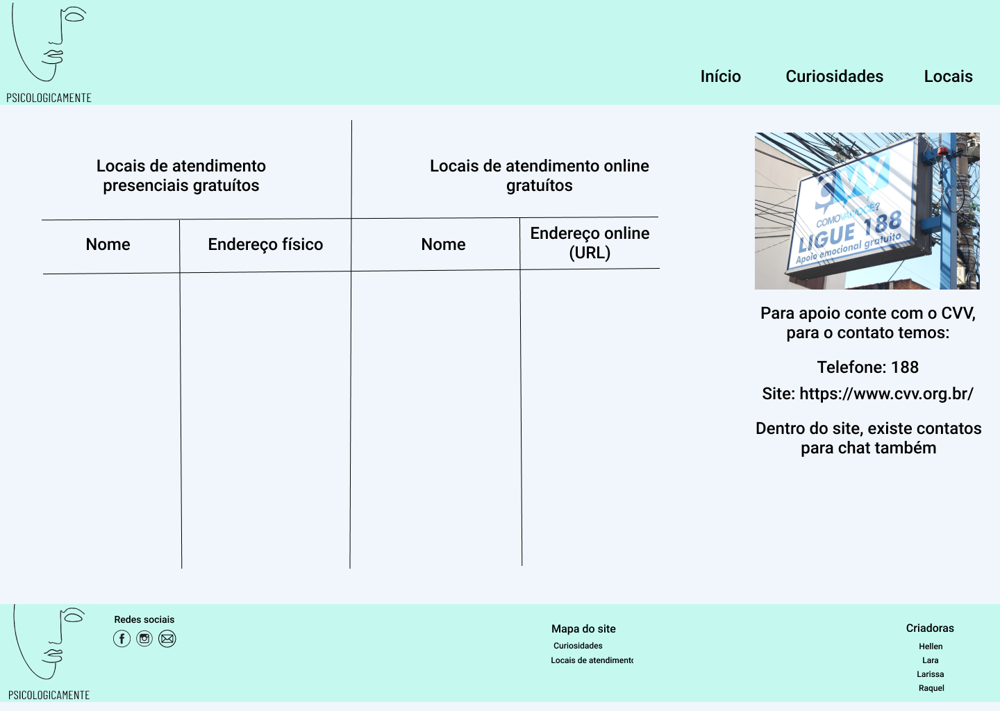 PSICOLOGICAMENTE
Início
Curiosidades
Locais
Locais de atendimento
presenciais gratuítos
Locais de atendimento online
gratuítos
Nome
Endereço físico
Nome
Endereço online
(URL)
cvv
COMO VAI VOCÊ?
LIGUE 188
Apoio emocional gratuito
Para apoio conte com o CVV,
para o contato temos:
Telefone: 188
Site: https://www.cvv.org.br/
Dentro do site, existe contatos
para chat também
PSICOLOGICAMENTE
Redes sociais
Mapa do site
Curiosidades
Locais de atendimento
Criadoras
Hellen
Lara
Larissa
Raquel